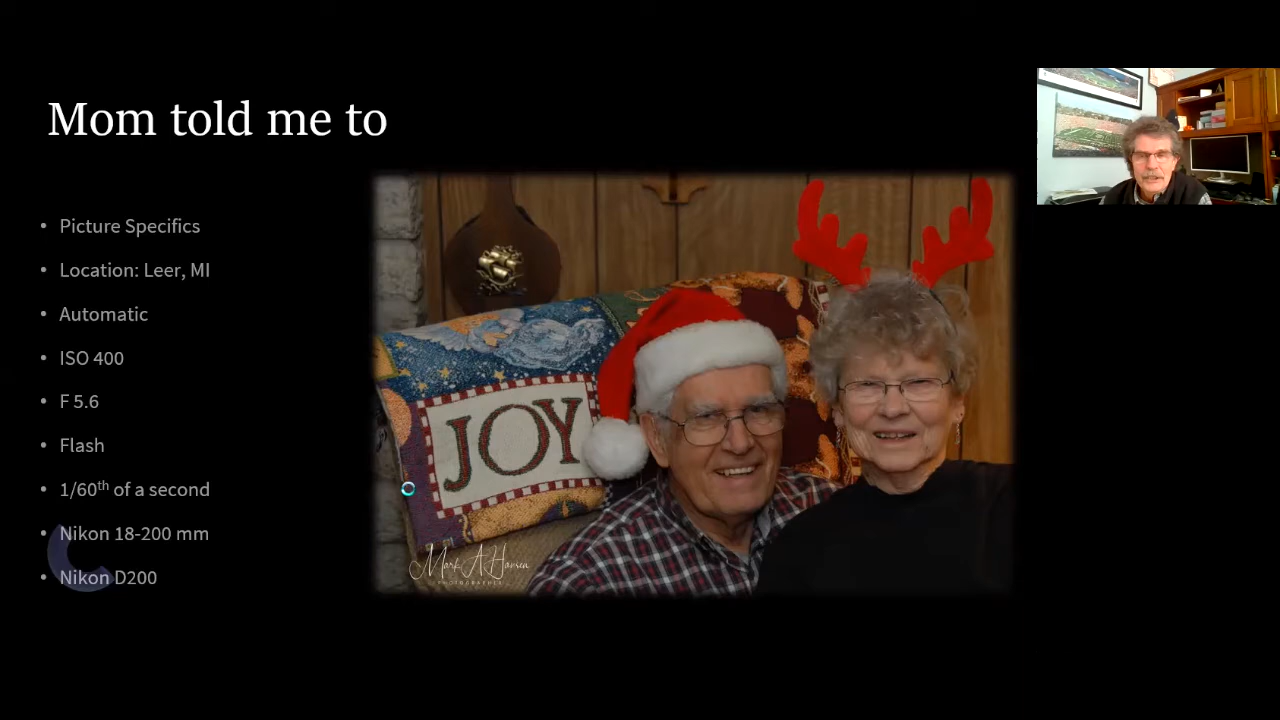 Mom told me to
• Picture Specifics
• Location: Leer, MI
• Automatic
• ISO 400
• F 5.6
• Flash
• 1/60th of a second
• Nikon 18-200 mm
• Nikon D200
JOY
Mark A Hansen
PHOTOGRAPHER